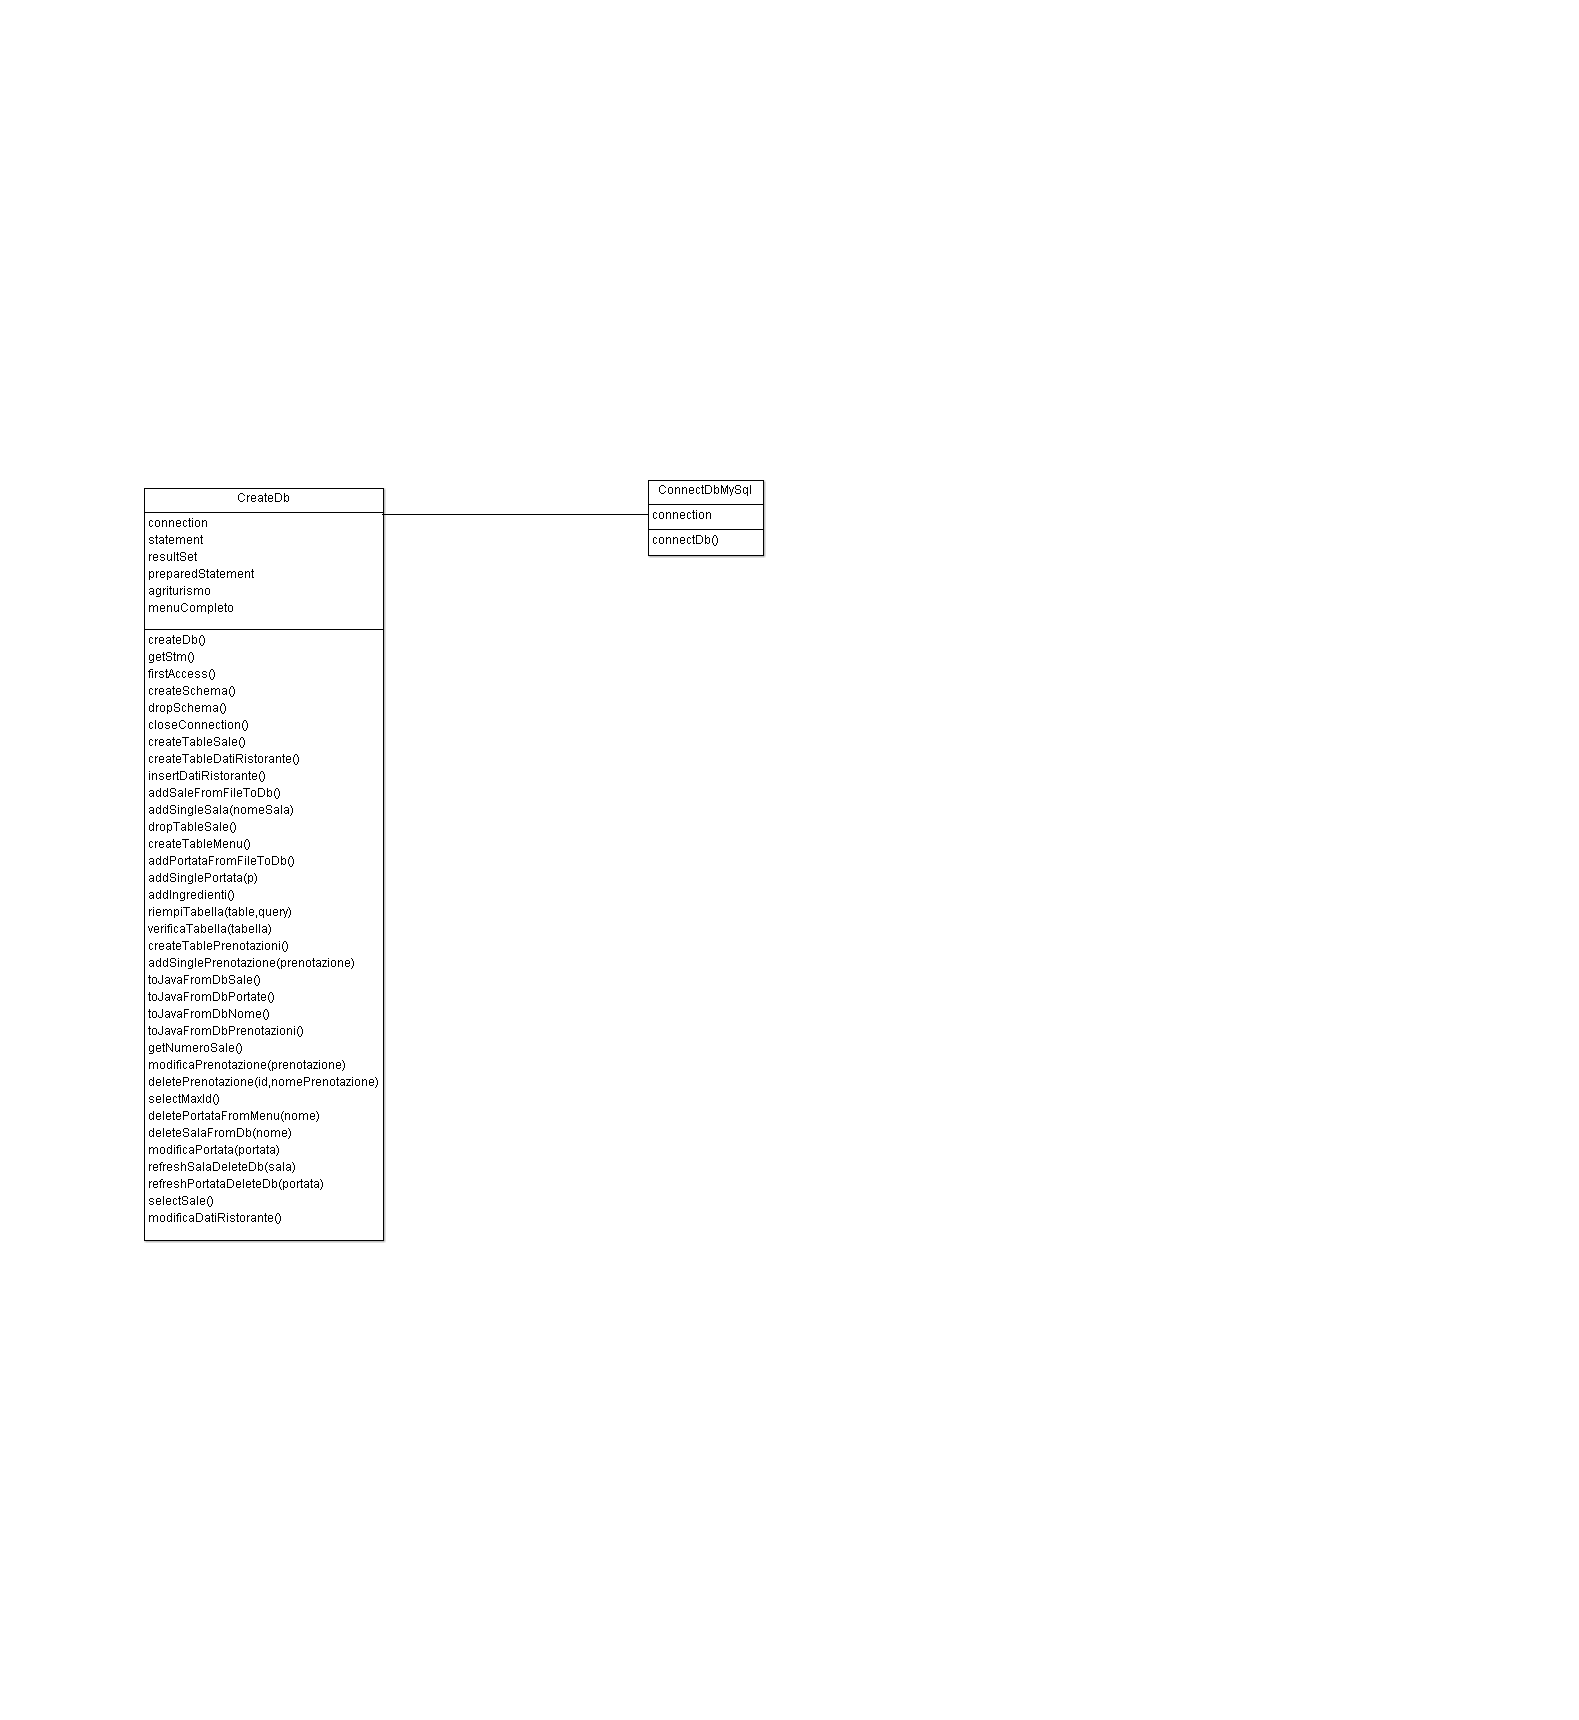 CreateDb
connection
statement
resultSet
preparedStatement
agriturismo
menuCompleto
createDb()
getStm()
firstAccess()
createSchema()
dropSchema()
closeConnection()
createTableSale()
createTableDatiRistorante()
insertDatiRistorante()
addSaleFromFileToDb()
addSingleSala(nomeSala)
dropTableSale()
createTableMenu()
addPortataFromFileToDb()
addSinglePortata(p)
addIngredienti()
riempiTabella(table,query)
verificaTabella(tabella)
createTablePrenotazioni()
addSinglePrenotazione(prenotazione)
toJavaFromDbSale()
toJavaFromDbPortate()
toJavaFromDbNome()
toJavaFromDbPrenotazioni()
getNumeroSale()
modificaPrenotazione(prenotazione)
deletePrenotazione(id,nomePrenotazione)
selectMaxId()
deletePortataFromMenu(nome)
deleteSalaFromDb(nome)
modificaPortata(portata)
refreshSalaDeleteDb(sala)
refreshPortataDeleteDb(portata)
selectSale()
modificaDatiRistorante()
ConnectDbMySql
connection
connectDb()